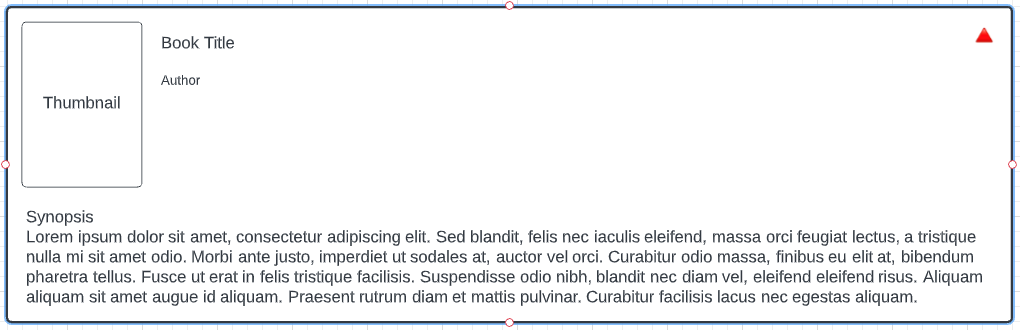 Book Title
Author
Thumbnail
Synopsis
Lorem ipsum dolor sit amet, consectetur adipiscing elit. Sed blandit, felis nec iaculis eleifend, massa orci feugiat lectus, a tristique
nulla mi sit amet odio. Morbi ante justo, imperdiet ut sodales at, auctor vel orci. Curabitur odio massa, finibus eu elit at, bibendum
pharetra tellus. Fusce ut erat in felis tristique facilisis. Suspendisse odio nibh, blandit nec diam vel, eleifend eleifend risus. Aliquam
aliquam sit amet augue id aliquam. Praesent rutrum diam et mattis pulvinar. Curabitur facilisis lacus nec egestas aliquam.